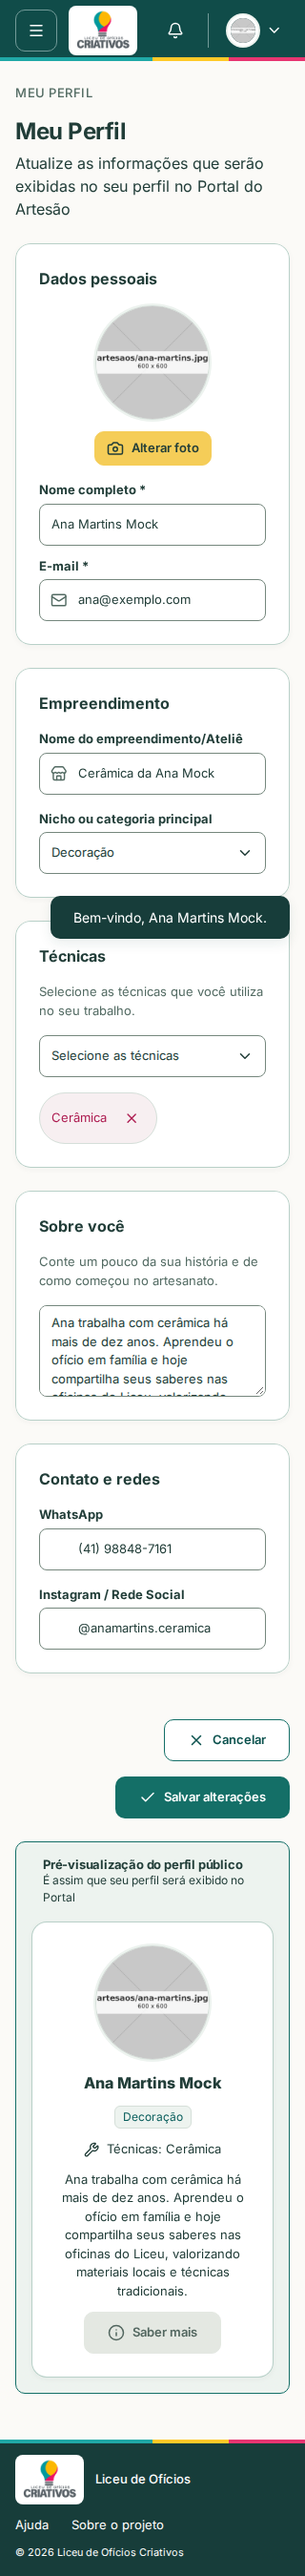 LICEU DE OFÍCIOS
CRIATIVOS
MEU PERFIL
Meu Perfil
Atualize as informações que serão
exibidas no seu perfil no Portal do
Artesão
Dados pessoais
artesaos/ana-martins.jpg
600 x 600
Alterar foto
Nome completo *
Ana Martins Mock
E-mail *
ana@exemplo.com
Empreendimento
Nome do empreendimento/Ateliê
Cerâmica da Ana Mock
Nicho ou categoria principal
Decoração
Bem-vindo, Ana Martins Mock.
Técnicas
Selecione as técnicas que você utiliza
no seu trabalho.
Selecione as técnicas
Cerâmica
Sobre você
Conte um pouco da sua história e de
como começou no artesanato.
Ana trabalha com cerâmica há
mais de dez anos. Aprendeu o
ofício em família e hoje
compartilha seus saberes nas
oficinas do Liceu, valorizando
Contato e redes
WhatsApp
(41) 98848-7161
Instagram / Rede Social
@anamartins.ceramica
Cancelar
Salvar alterações
Pré-visualização do perfil público
É assim que seu perfil será exibido no
Portal
artesaos/ana-martins.jpg
600 x 600
Ana Martins Mock
Decoração
Técnicas: Cerâmica
Ana trabalha com cerâmica há
mais de dez anos. Aprendeu o
ofício em família e hoje
compartilha seus saberes nas
oficinas do Liceu, valorizando
materiais locais e técnicas
tradicionais.
Saber mais
LICEU DE OFÍCIOS
CRIATIVOS
Liceu de Ofícios
Ajuda
Sobre o projeto
© 2026 Liceu de Ofícios Criativos